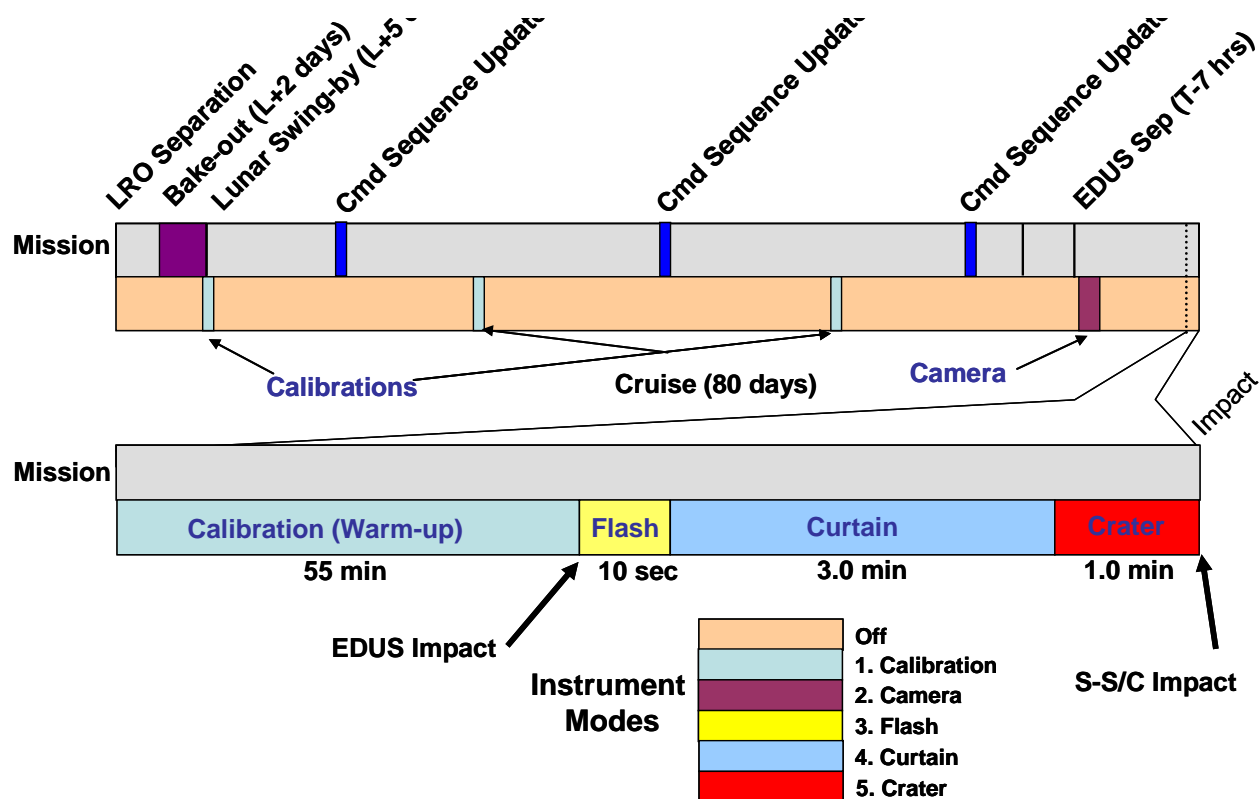 LRO Separation
Bake-out (L+2 days)
Lunar Swing-by (L+5
Cmd Sequence Update
Cmd Sequence Update
Cmd Sequence Update
EDUS Sep (T-7 hrs)
Mission
Calibrations
Cruise (80 days)
Camera
Impact
Mission
Calibration (Warm-up)
Flash
Curtain
Crater
55 min
10 sec
3.0 min
1.0 min
EDUS Impact
S-S/C Impact
Instrument
Modes
Off
1. Calibration
2. Camera
3. Flash
4. Curtain
5. Crater